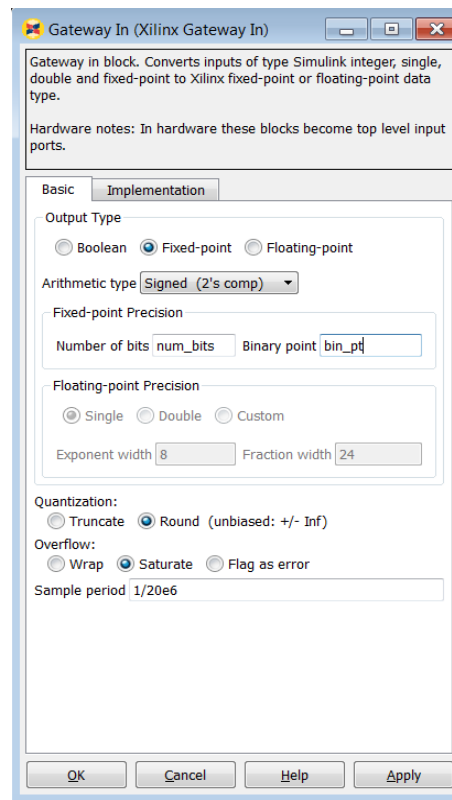 Gateway In (Xilinx Gateway In)
Gateway in block. Converts inputs of type Simulink integer, single,
double and fixed-point to Xilinx fixed-point or floating-point data
type.
Hardware notes: In hardware these blocks become top level input
ports.
Basic Implementation
Output Type
Boolean Fixed-point Floating-point
Arithmetic type Signed (2's comp)
Fixed-point Precision
Number of bits num_bits Binary point bin_pt
Floating-point Precision
Single Double Custom
Exponent width 8 Fraction width 24
Quantization:
Truncate Round (unbiased: +/- Inf)
Overflow:
Wrap Saturate Flag as error
Sample period 1/20e6
OK Cancel Help Apply